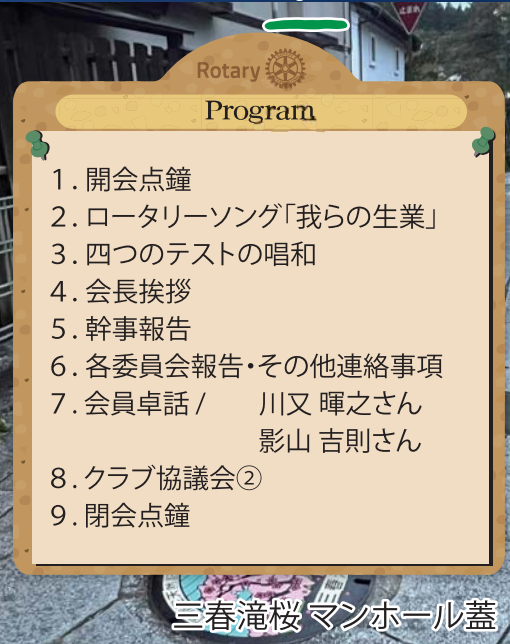 止まれ
Rotary
Program
1. 開会点鐘
2. ロータリーソング「我らの生業」
3. 四つのテストの唱和
4. 会長挨拶
5. 幹事報告
6. 各委員会報告・その他連絡事項
7. 会員卓話 / 川又 暉之さん
影山 吉則さん
8. クラブ協議会②
9. 閉会点鐘
三春滝桜 マンホール蓋